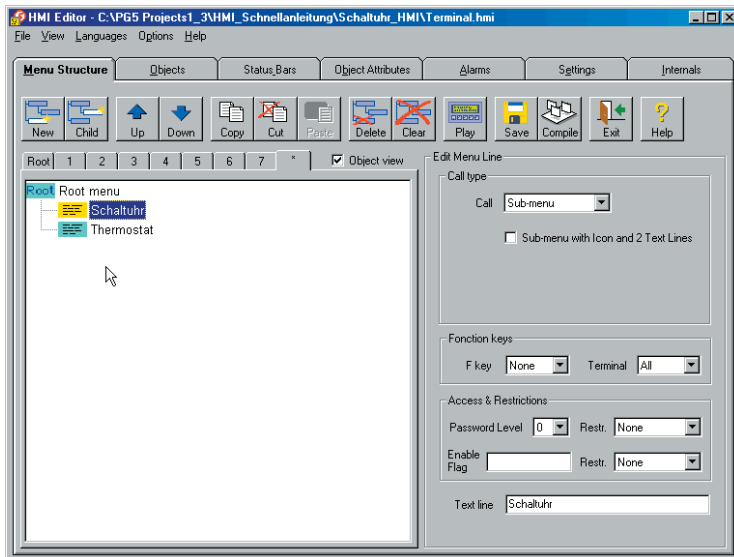 HMI Editor - C:\PG5 Projects1_3\HMI_Schnellanleitung\Schaltuhr_HMI\Terminal.hmi
File View Languages Options Help
Menu Structure Objects Status_Bars Object Attributes Alarms Settings Internals
New Child Up Down Copy Cut Paste Delete Clear Play Save Compile Exit Help
Root 1 2 3 4 5 6 7 * Object view
Root Root menu
Schaltuhr
Thermostat
Edit Menu Line
Call type
Call Sub-menu
Sub-menu with Icon and 2 Text Lines
Fonction keys
F key None Terminal All
Access & Restrictions
Password Level 0 Restr. None
Enable
Flag Restr. None
Text line Schaltuhr